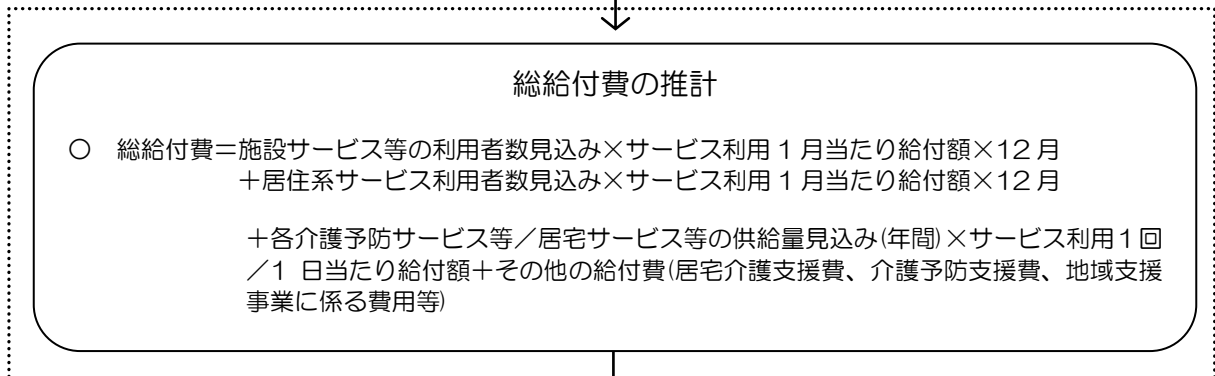 総給付費の推計
○ 総給付費＝施設サービス等の利用者数見込み×サービス利用１月当たり給付額×12月
＋居住系サービス利用者数見込み×サービス利用１月当たり給付額×12月
＋各介護予防サービス等／居宅サービス等の供給量見込み(年間)×サービス利用１回
／1 日当たり給付額＋その他の給付費(居宅介護支援費、介護予防支援費、地域支援
事業に係る費用等)